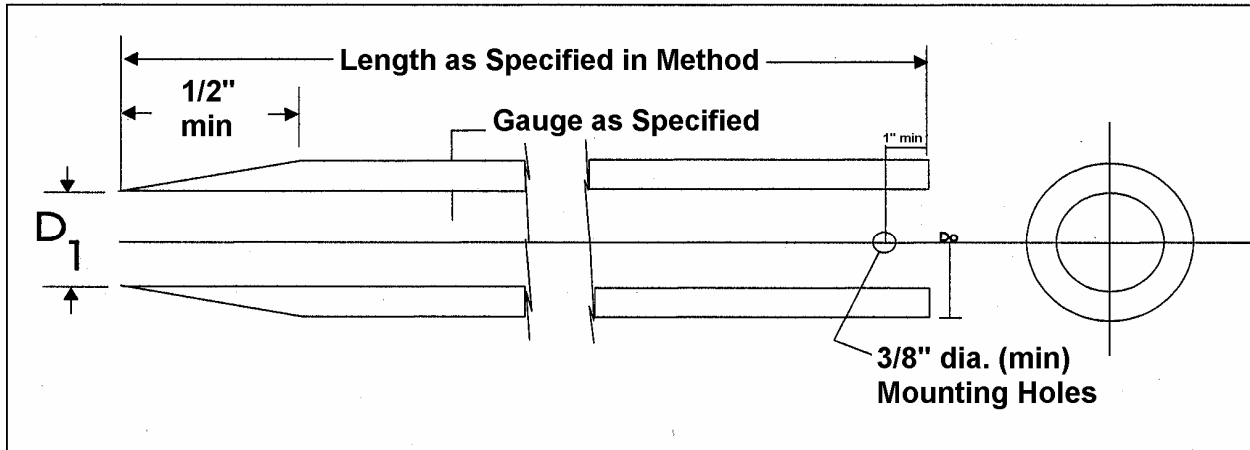 Length as Specified in Method
1/2"
min
Gauge as Specified
1" min
D1
Do
3/8" dia. (min)
Mounting Holes